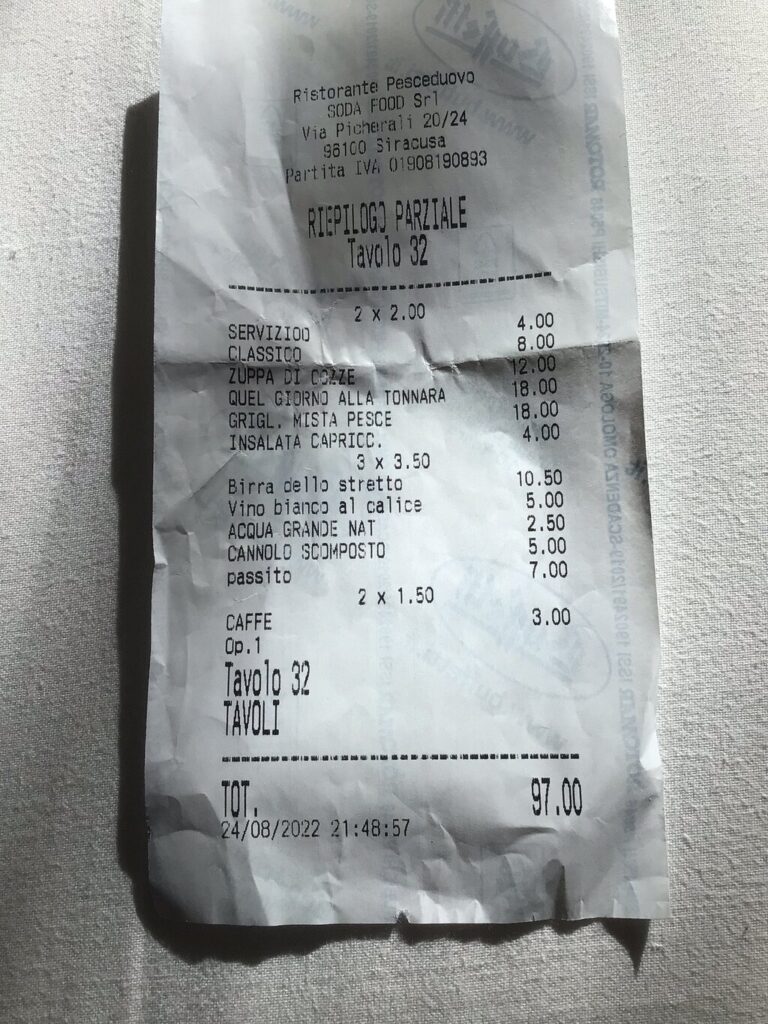 Ristorante Pesceduovo
SODA FOOD Srl
Via Picherali 20/24
96100 Siracusa
Partita IVA 01908190893
RIEPILOGO PARZIALE
Tavolo 32
2 x 2.00
SERVIZIOO 4.00
CLASSICO 8.00
ZUPPA DI COZZE 12.00
QUEL GIORNO ALLA TONNARA 18.00
GRIGL. MISTA PESCE 18.00
INSALATA CAPRICC. 4.00
3 x 3.50
Birra dello stretto 10.50
Vino bianco al calice 5.00
ACQUA GRANDE NAT 2.50
CANNOLO SCOMPOSTO 5.00
passito 7.00
2 x 1.50
CAFFE 3.00
Op.1
Tavolo 32
TAVOLI
TOT. 97.00
24/08/2022 21:48:57